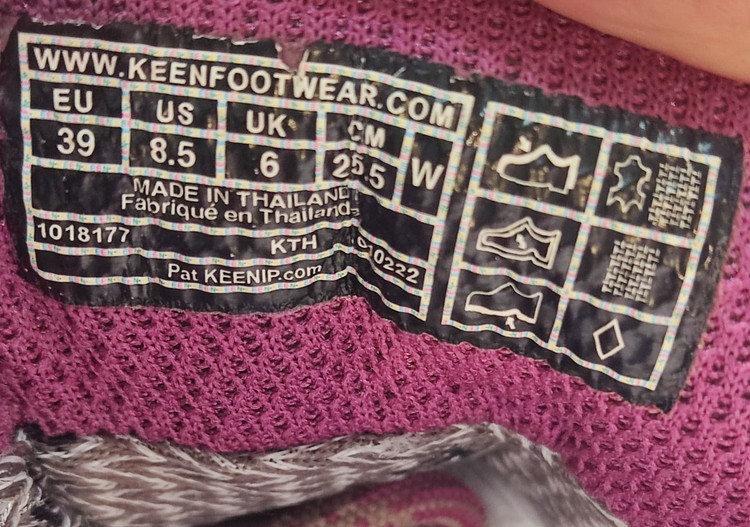 WWW.KEENFOOTWEAR.COM
EU US UK CM W
39 8.5 6 25.5
MADE IN THAILAND
Fabriqué en Thailande
1018177 KTH 010222
Pat KEENIP.com